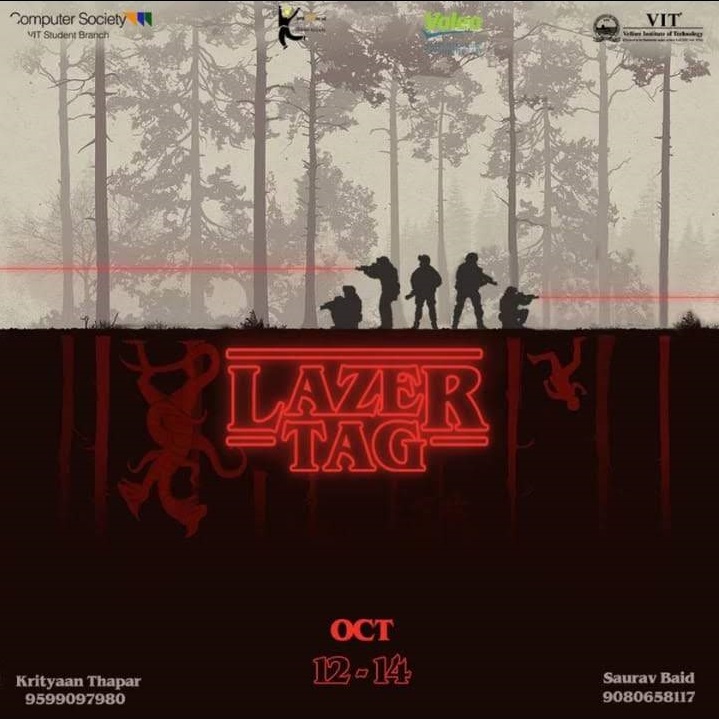 Computer Society
VIT Student Branch
Valeo
VIT
Vellore Institute of Technology
LAZER
TAG
OCT
12 - 14
Krityaan Thapar
9599097980
Saurav Baid
9080658117